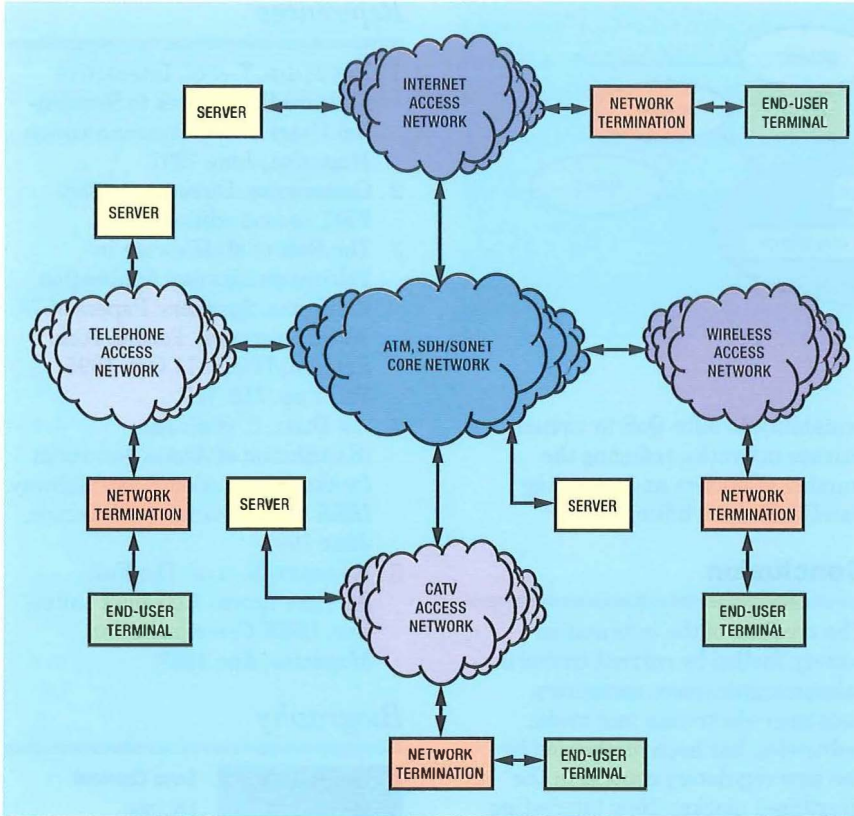 INTERNET
ACCESS
NETWORK
SERVER
NETWORK
TERMINATION
END-USER
TERMINAL
SERVER
TELEPHONE
ACCESS
NETWORK
ATM, SDH/SONET
CORE NETWORK
WIRELESS
ACCESS
NETWORK
NETWORK
TERMINATION
SERVER
SERVER
NETWORK
TERMINATION
END-USER
TERMINAL
CATV
ACCESS
NETWORK
END-USER
TERMINAL
NETWORK
TERMINATION
END-USER
TERMINAL